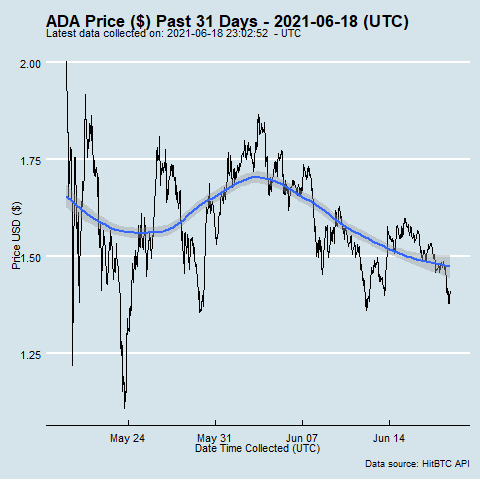 ADA Price ($) Past 31 Days - 2021-06-18 (UTC)
Latest data collected on: 2021-06-18 23:02:52  - UTC
2.00
1.75
1.50
1.25
Price USD ($)
May 24
May 31
Jun 07
Jun 14
Date Time Collected (UTC)
Data source: HitBTC API